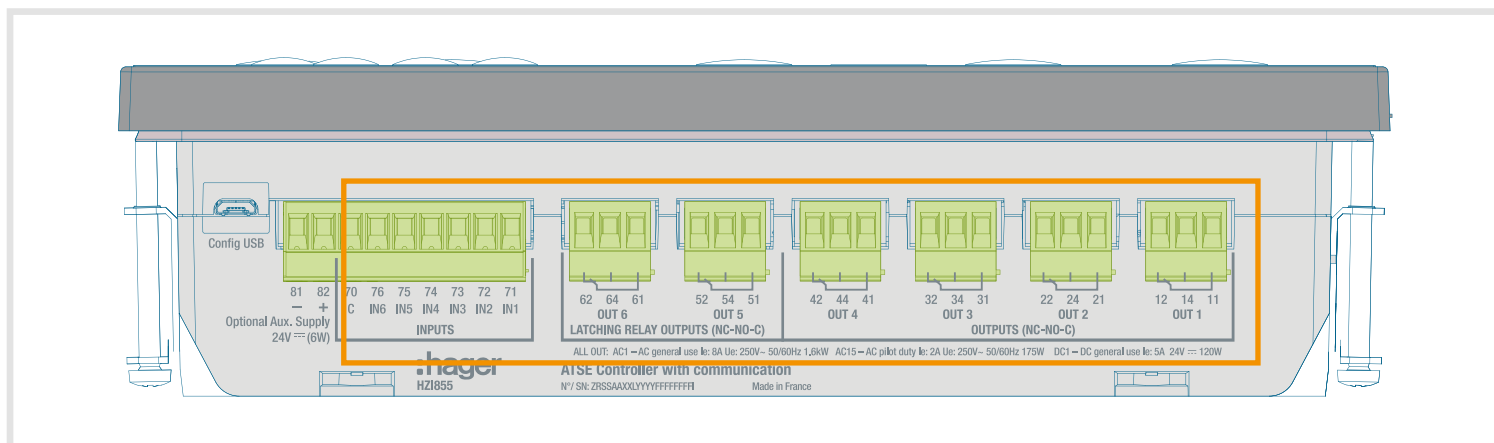 Config USB
81 82 70 76 75 74 73 72 71
− + C IN6 IN5 IN4 IN3 IN2 IN1
Optional Aux. Supply
24V ⎓ (6W)
INPUTS
62 64 61
OUT 6
52 54 51
OUT 5
LATCHING RELAY OUTPUTS (NC-NO-C)
42 44 41
OUT 4
32 34 31
OUT 3
22 24 21
OUT 2
12 14 11
OUT 1
OUTPUTS (NC-NO-C)
ALL OUT: AC1 – AC general use Ie: 8A Ue: 250V~ 50/60Hz 1,6kW AC15 – AC pilot duty Ie: 2A Ue: 250V~ 50/60Hz 175W DC1 – DC general use Ie: 5A 24V ⎓ 120W
:hager
HZI855
ATSE Controller with communication
N°/ SN: ZRSSAAXXLYYYYFFFFFFFFI Made in France